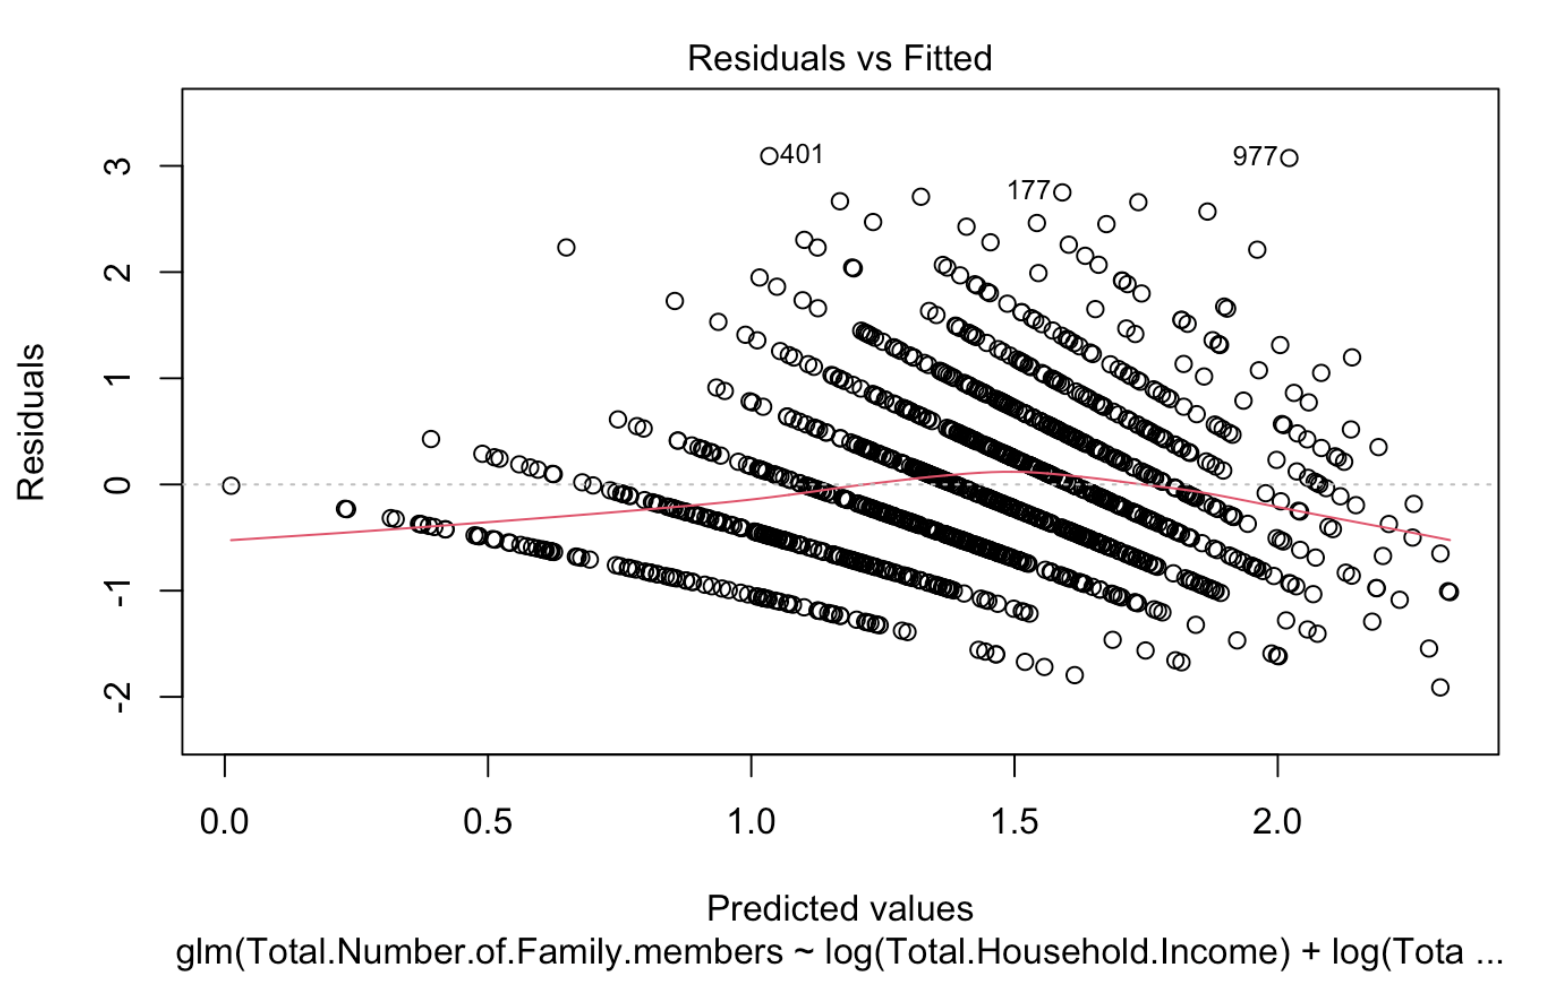 Residuals vs Fitted
Residuals
3
2
1
0
-1
-2
401
977
177
0.0 0.5 1.0 1.5 2.0
Predicted values
glm(Total.Number.of.Family.members ~ log(Total.Household.Income) + log(Tota ...